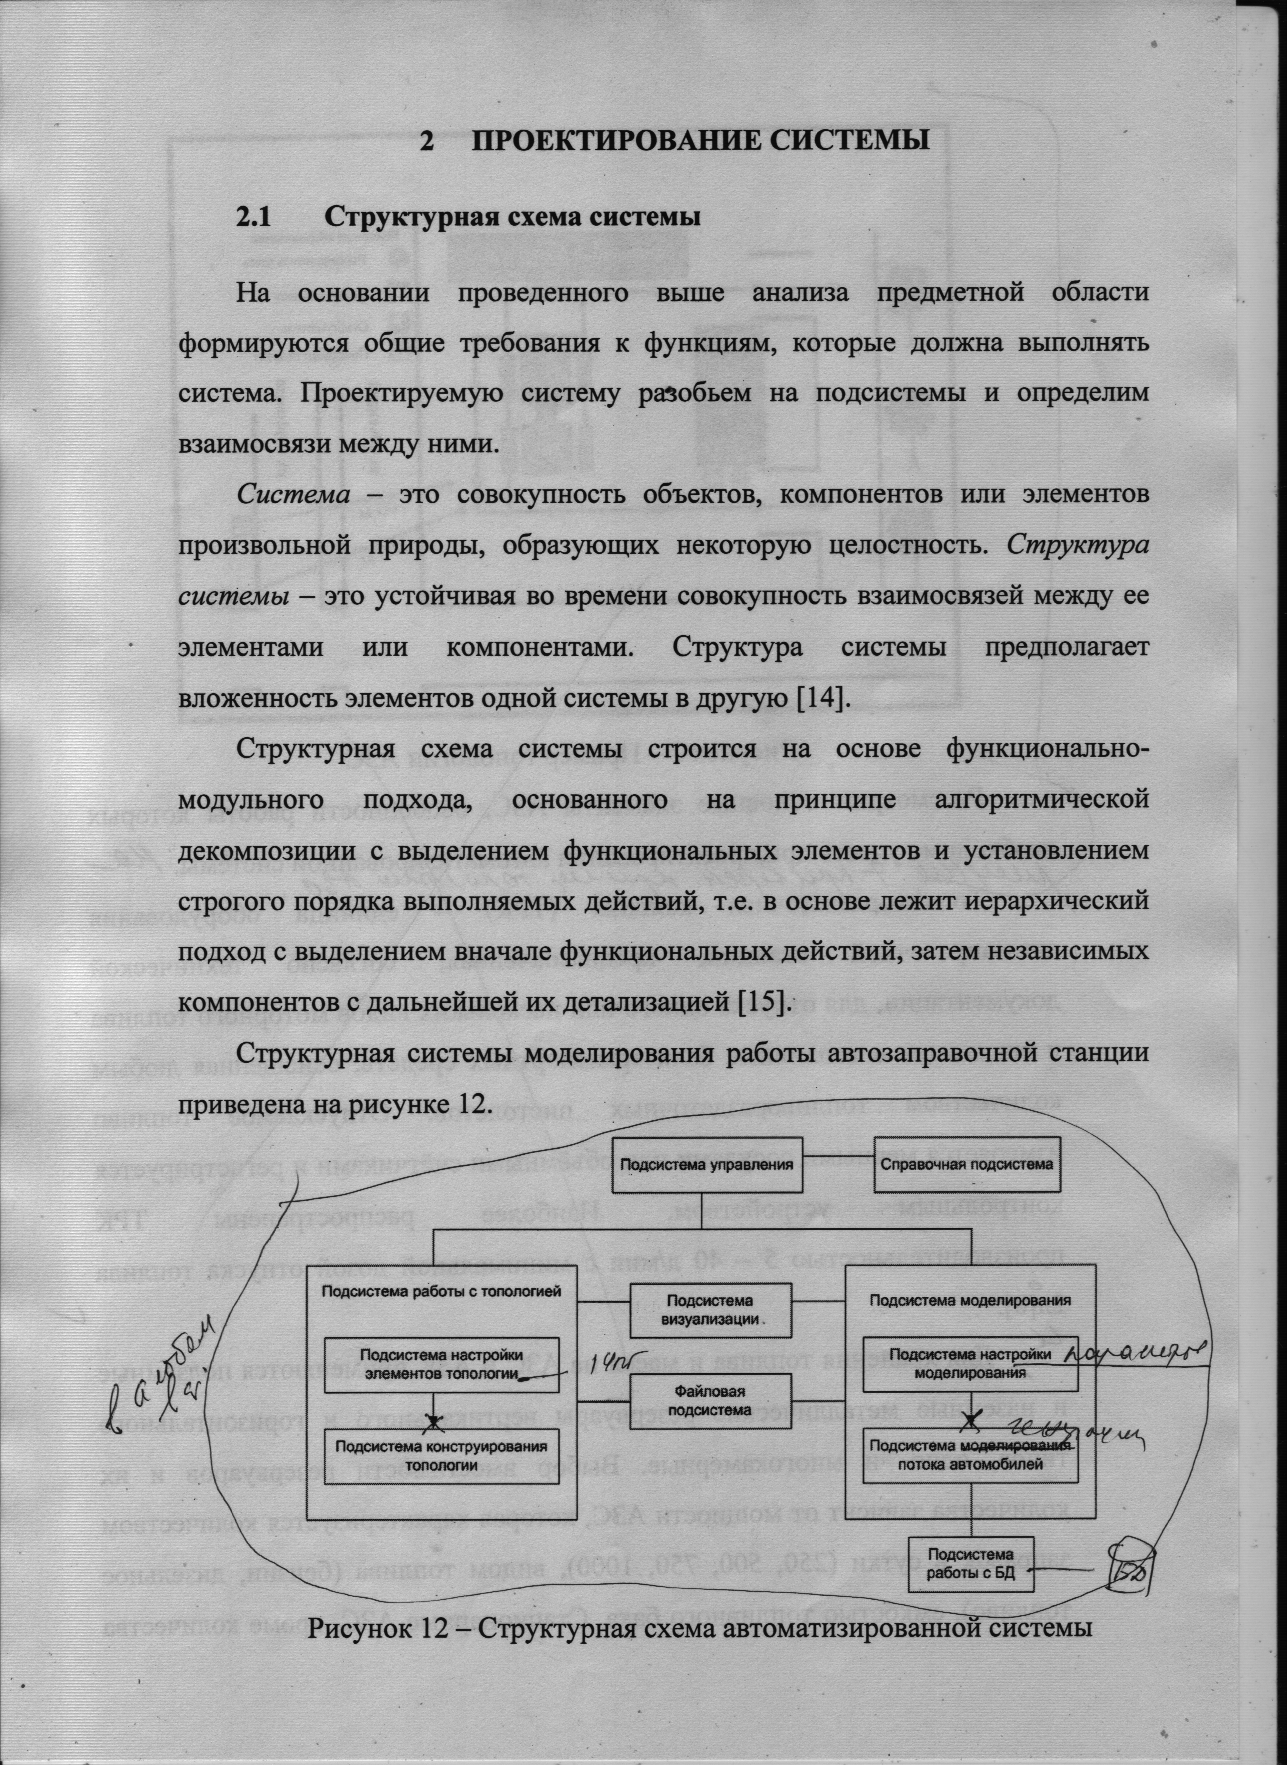 2 ПРОЕКТИРОВАНИЕ СИСТЕМЫ
2.1 Структурная схема системы
На основании проведенного выше анализа предметной области
формируются общие требования к функциям, которые должна выполнять
система. Проектируемую систему разобьем на подсистемы и определим
взаимосвязи между ними.
Система – это совокупность объектов, компонентов или элементов
произвольной природы, образующих некоторую целостность. Структура
системы – это устойчивая во времени совокупность взаимосвязей между ее
элементами или компонентами. Структура системы предполагает
вложенность элементов одной системы в другую [14].
Структурная схема системы строится на основе функционально-
модульного подхода, основанного на принципе алгоритмической
декомпозиции с выделением функциональных элементов и установлением
строгого порядка выполняемых действий, т.е. в основе лежит иерархический
подход с выделением вначале функциональных действий, затем независимых
компонентов с дальнейшей их детализацией [15].
Структурная системы моделирования работы автозаправочной станции
приведена на рисунке 12.
Подсистема управления
Справочная подсистема
Подсистема работы с топологией
Подсистема
визуализации
Подсистема моделирования
Подсистема настройки
элементов топологии
Файловая
подсистема
Подсистема настройки
моделирования
параметров
Подсистема конструирования
топологии
генерации
Подсистема моделирования
потока автомобилей
Подсистема
работы с БД
БД
Рисунок 12 – Структурная схема автоматизированной системы